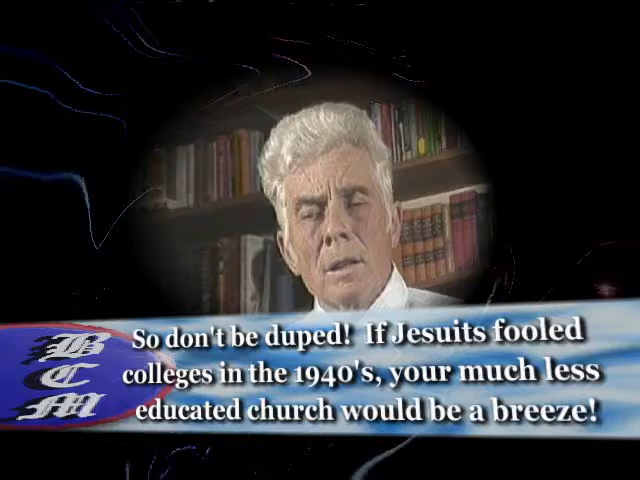 So don't be duped! If Jesuits fooled
colleges in the 1940's, your much less
educated church would be a breeze!
B
C
M